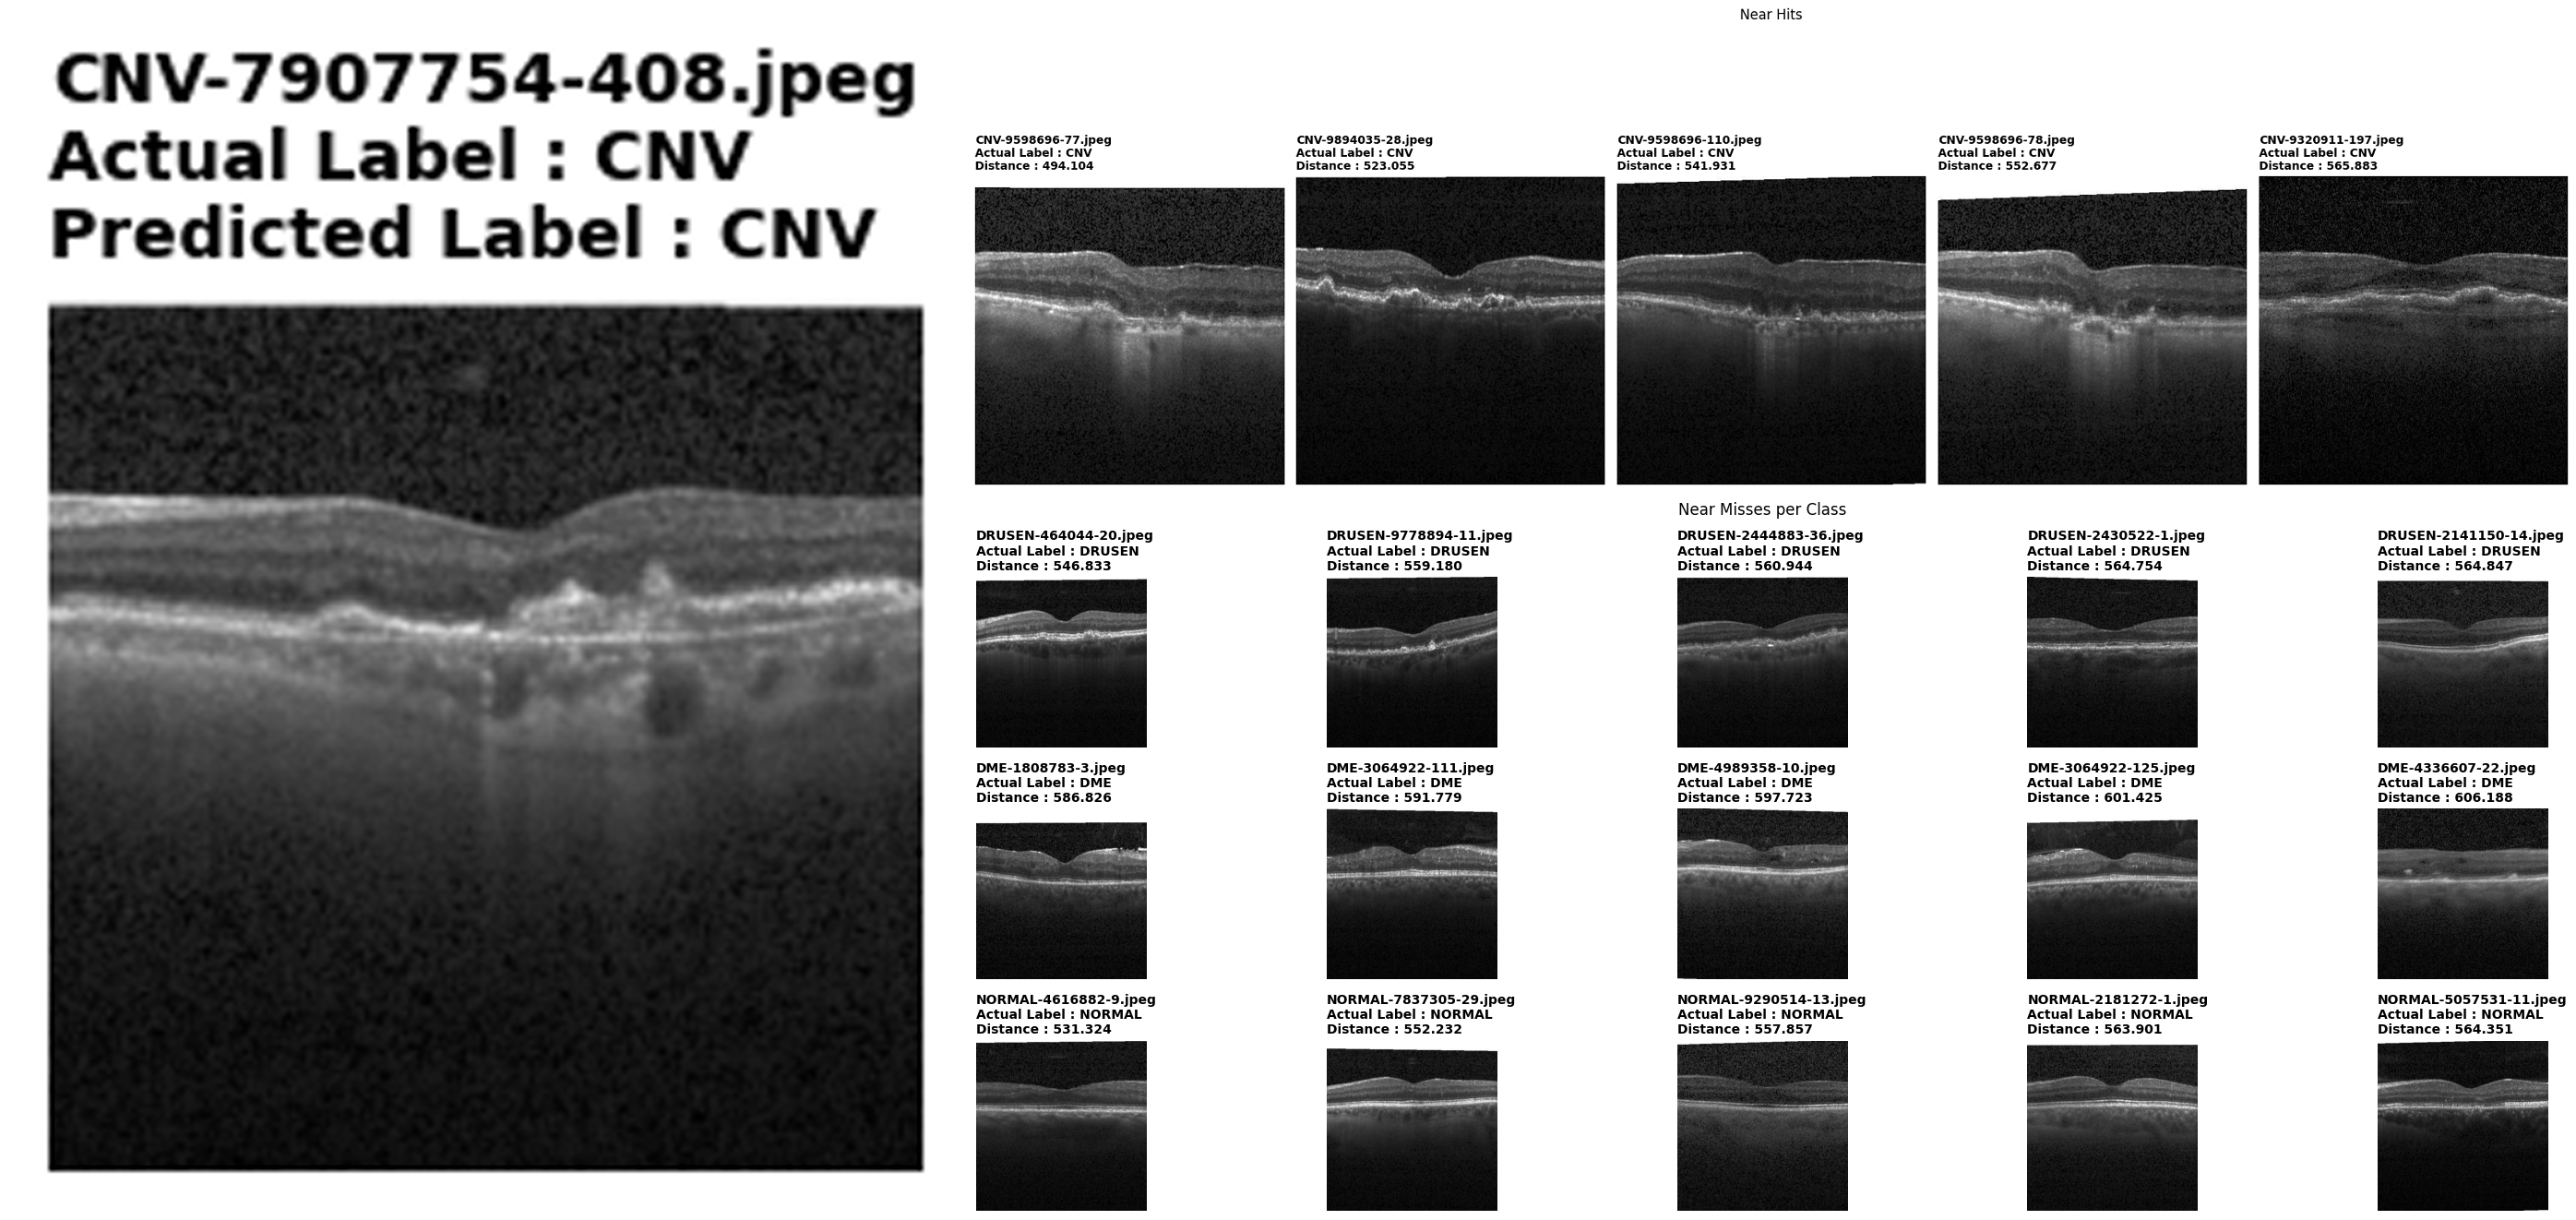 CNV-7907754-408.jpeg
Actual Label : CNV
Predicted Label : CNV
Near Hits
CNV-9598696-77.jpeg
Actual Label : CNV
Distance : 494.104
CNV-9894035-28.jpeg
Actual Label : CNV
Distance : 523.055
CNV-9598696-110.jpeg
Actual Label : CNV
Distance : 541.931
CNV-9598696-78.jpeg
Actual Label : CNV
Distance : 552.677
CNV-9320911-197.jpeg
Actual Label : CNV
Distance : 565.883
Near Misses per Class
DRUSEN-464044-20.jpeg
Actual Label : DRUSEN
Distance : 546.833
DRUSEN-9778894-11.jpeg
Actual Label : DRUSEN
Distance : 559.180
DRUSEN-2444883-36.jpeg
Actual Label : DRUSEN
Distance : 560.944
DRUSEN-2430522-1.jpeg
Actual Label : DRUSEN
Distance : 564.754
DRUSEN-2141150-14.jpeg
Actual Label : DRUSEN
Distance : 564.847
DME-1808783-3.jpeg
Actual Label : DME
Distance : 586.826
DME-3064922-111.jpeg
Actual Label : DME
Distance : 591.779
DME-4989358-10.jpeg
Actual Label : DME
Distance : 597.723
DME-3064922-125.jpeg
Actual Label : DME
Distance : 601.425
DME-4336607-22.jpeg
Actual Label : DME
Distance : 606.188
NORMAL-4616882-9.jpeg
Actual Label : NORMAL
Distance : 531.324
NORMAL-7837305-29.jpeg
Actual Label : NORMAL
Distance : 552.232
NORMAL-9290514-13.jpeg
Actual Label : NORMAL
Distance : 557.857
NORMAL-2181272-1.jpeg
Actual Label : NORMAL
Distance : 563.901
NORMAL-5057531-11.jpeg
Actual Label : NORMAL
Distance : 564.351